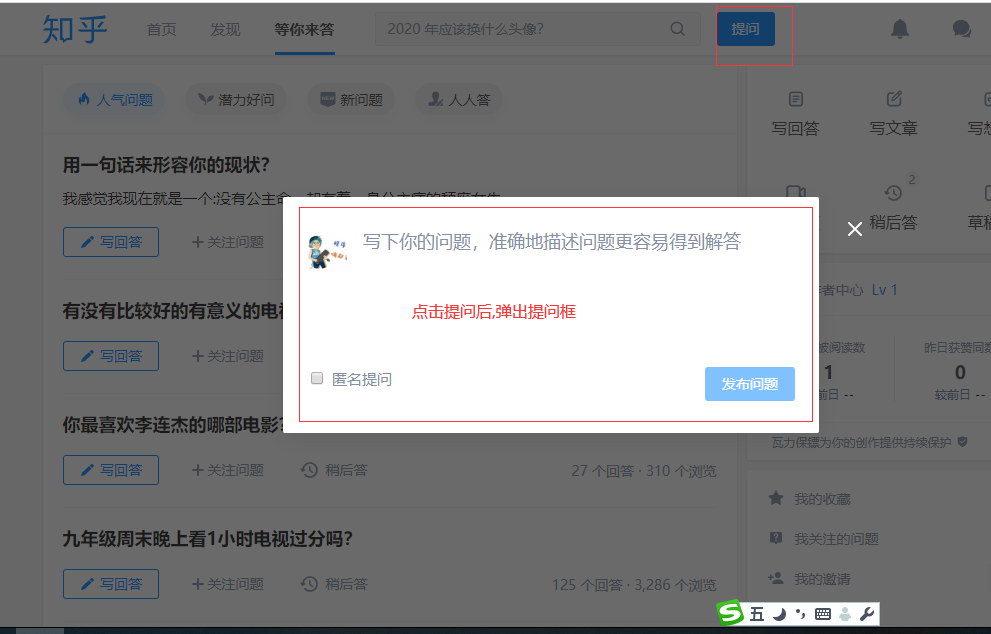 知乎 首页 发现 等你来答 2020 年应该换什么头像? 提问
人气问题 潜力好问 新问题 人人答
写回答 写文章
用一句话来形容你的现状?
我感觉我现在就是一个:没有公主命
写回答 关注问题
2
稍后答
写下你的问题，准确地描述问题更容易得到解答
点击提问后,弹出提问框
匿名提问
发布问题
者中心 Lv 1
有没有比较好的有意义的电视
写回答 关注问题
被阅读数 昨日获赞同数
1 0
前日 -- 较前日 --
你最喜欢李连杰的哪部电影?
瓦力保镖为你的创作提供持续保护
写回答 关注问题 稍后答 27 个回答 · 310 个浏览
我的收藏
九年级周末晚上看1小时电视过分吗?
我关注的问题
写回答 关注问题 稍后答 125 个回答 · 3,286 个浏览
我的邀请
S 五